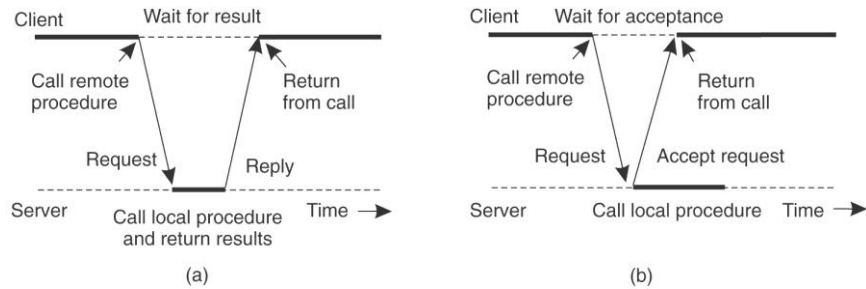 Client
Wait for result
Call remote
procedure
Return
from call
Request
Reply
Server
Call local procedure
and return results
Time
(a)
Client
Wait for acceptance
Call remote
procedure
Return
from call
Request
Accept request
Server
Call local procedure
Time
(b)